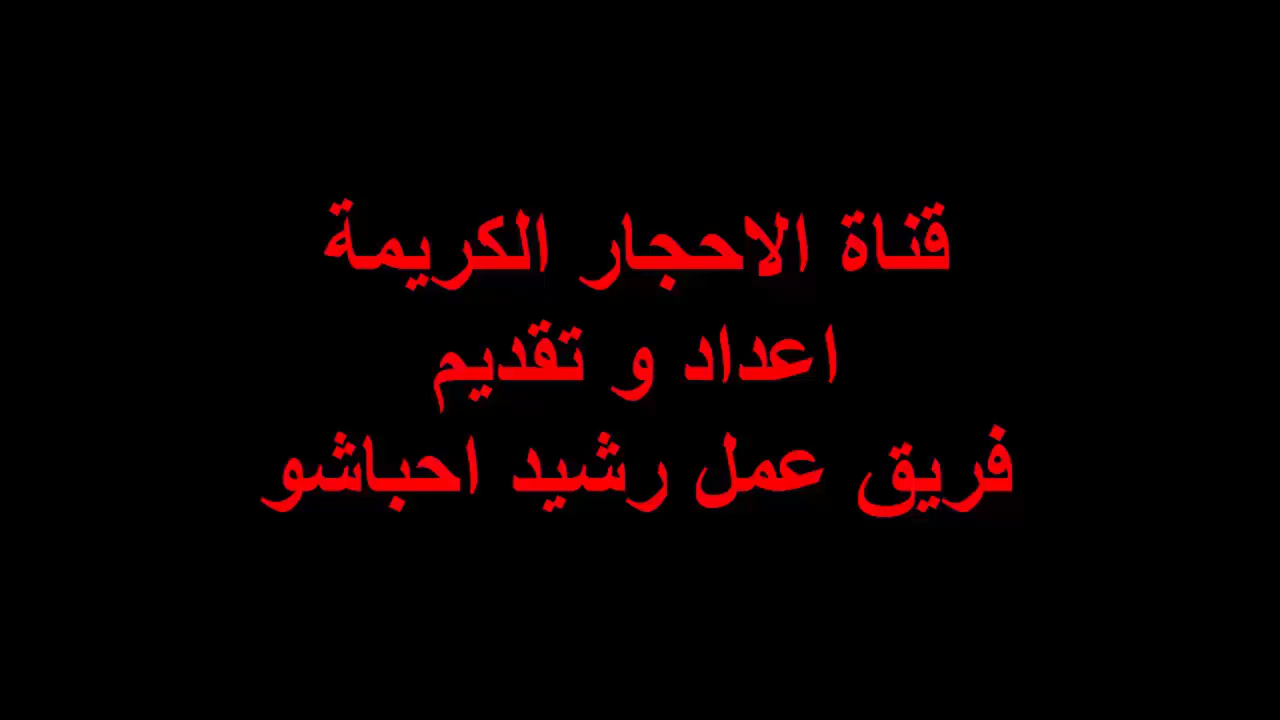 قناة الاحجار الكريمة
اعداد و تقديم
فريق عمل رشيد احباشو